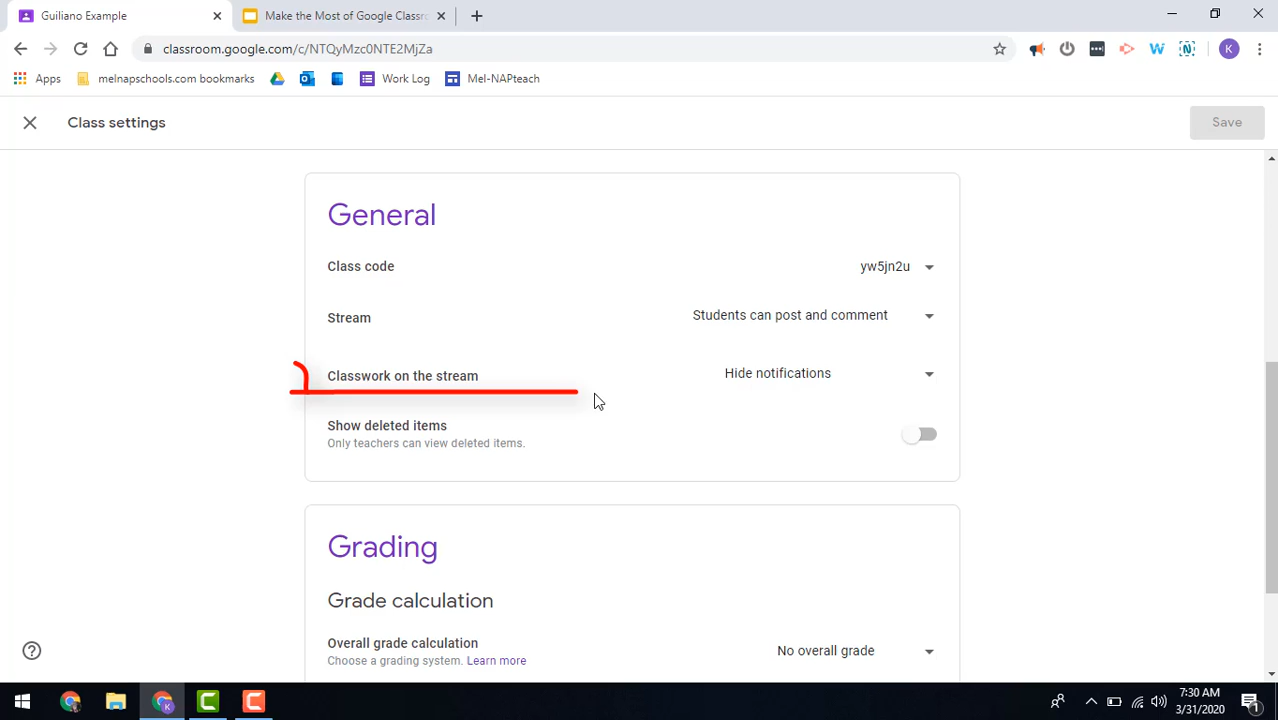 Guiliano Example
Make the Most of Google Classro
classroom.google.com/c/NTQyMzc0NTE2MjZa
K
Apps
melnapschools.com bookmarks
Work Log
Mel-NAPteach
Class settings
Save
General
Class code
yw5jn2u
Stream
Students can post and comment
Classwork on the stream
Hide notifications
Show deleted items
Only teachers can view deleted items.
Grading
Grade calculation
Overall grade calculation
No overall grade
Choose a grading system. Learn more
7:30 AM
3/31/2020